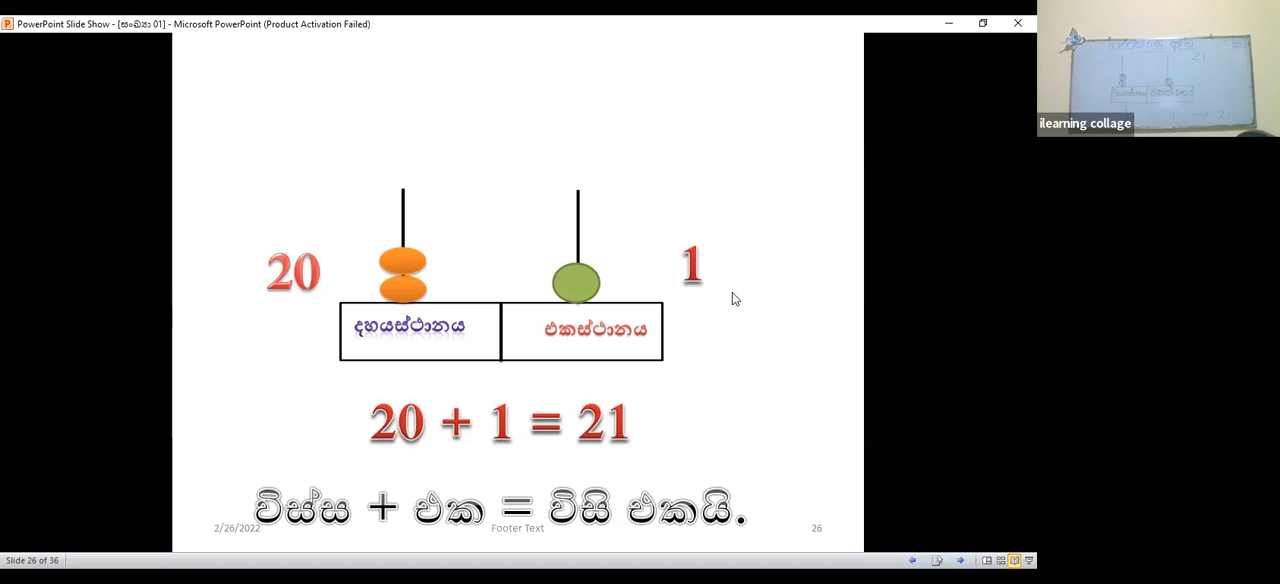 PowerPoint Slide Show - [සංඛ්‍යා 01] - Microsoft PowerPoint (Product Activation Failed)
21
ilearning collage
20
1
දහයස්ථානය
එකස්ථානය
20 + 1 = 21
විස්ස + එක = විසි එකයි.
2/26/2022
Footer Text
26
Slide 26 of 36